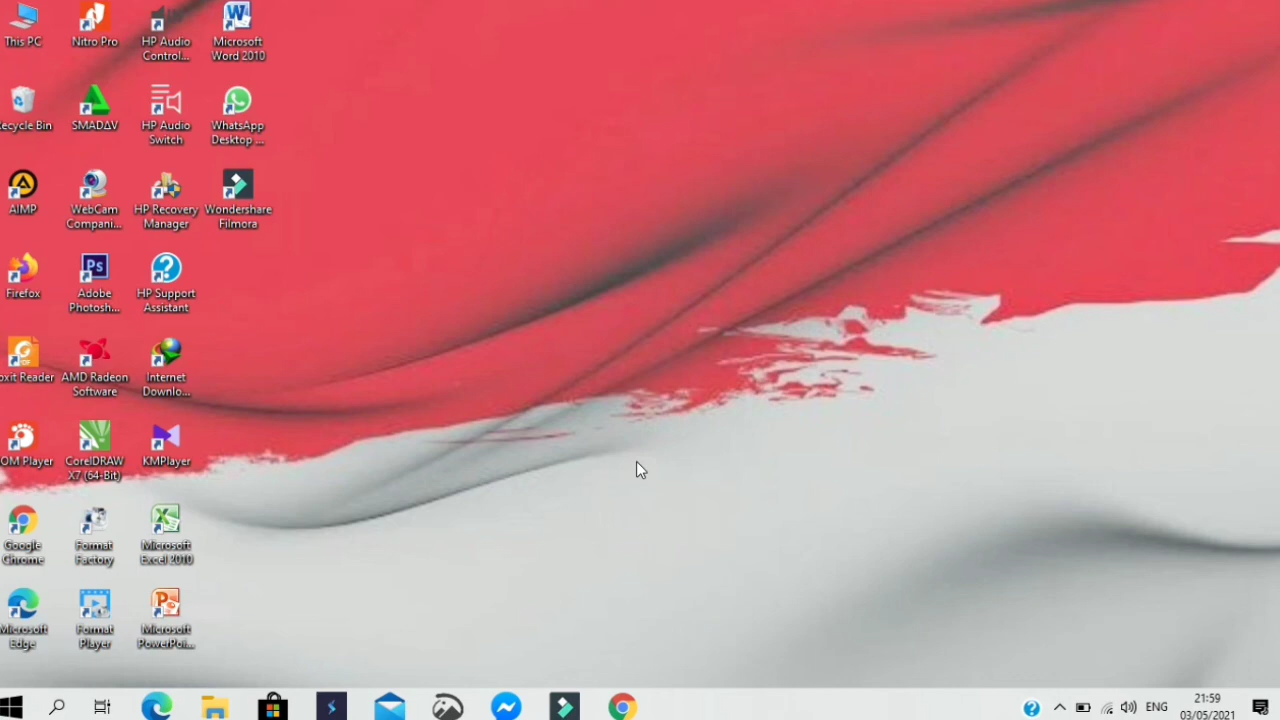 This PC
Nitro Pro
HP Audio
Control...
Microsoft
Word 2010
ecycle Bin
SMADΔV
HP Audio
Switch
WhatsApp
Desktop ...
AIMP
WebCam
Compani...
HP Recovery
Manager
Wondershare
Filmora
Firefox
Ps
Adobe
Photosh...
HP Support
Assistant
oxit Reader
AMD Radeon
Software
Internet
Downlo...
OM Player
CorelDRAW
X7 (64-Bit)
KMPlayer
Google
Chrome
Format
Factory
Microsoft
Excel 2010
Microsoft
Edge
Format
Player
Microsoft
PowerPoi...
ENG
21:59
03/05/2021